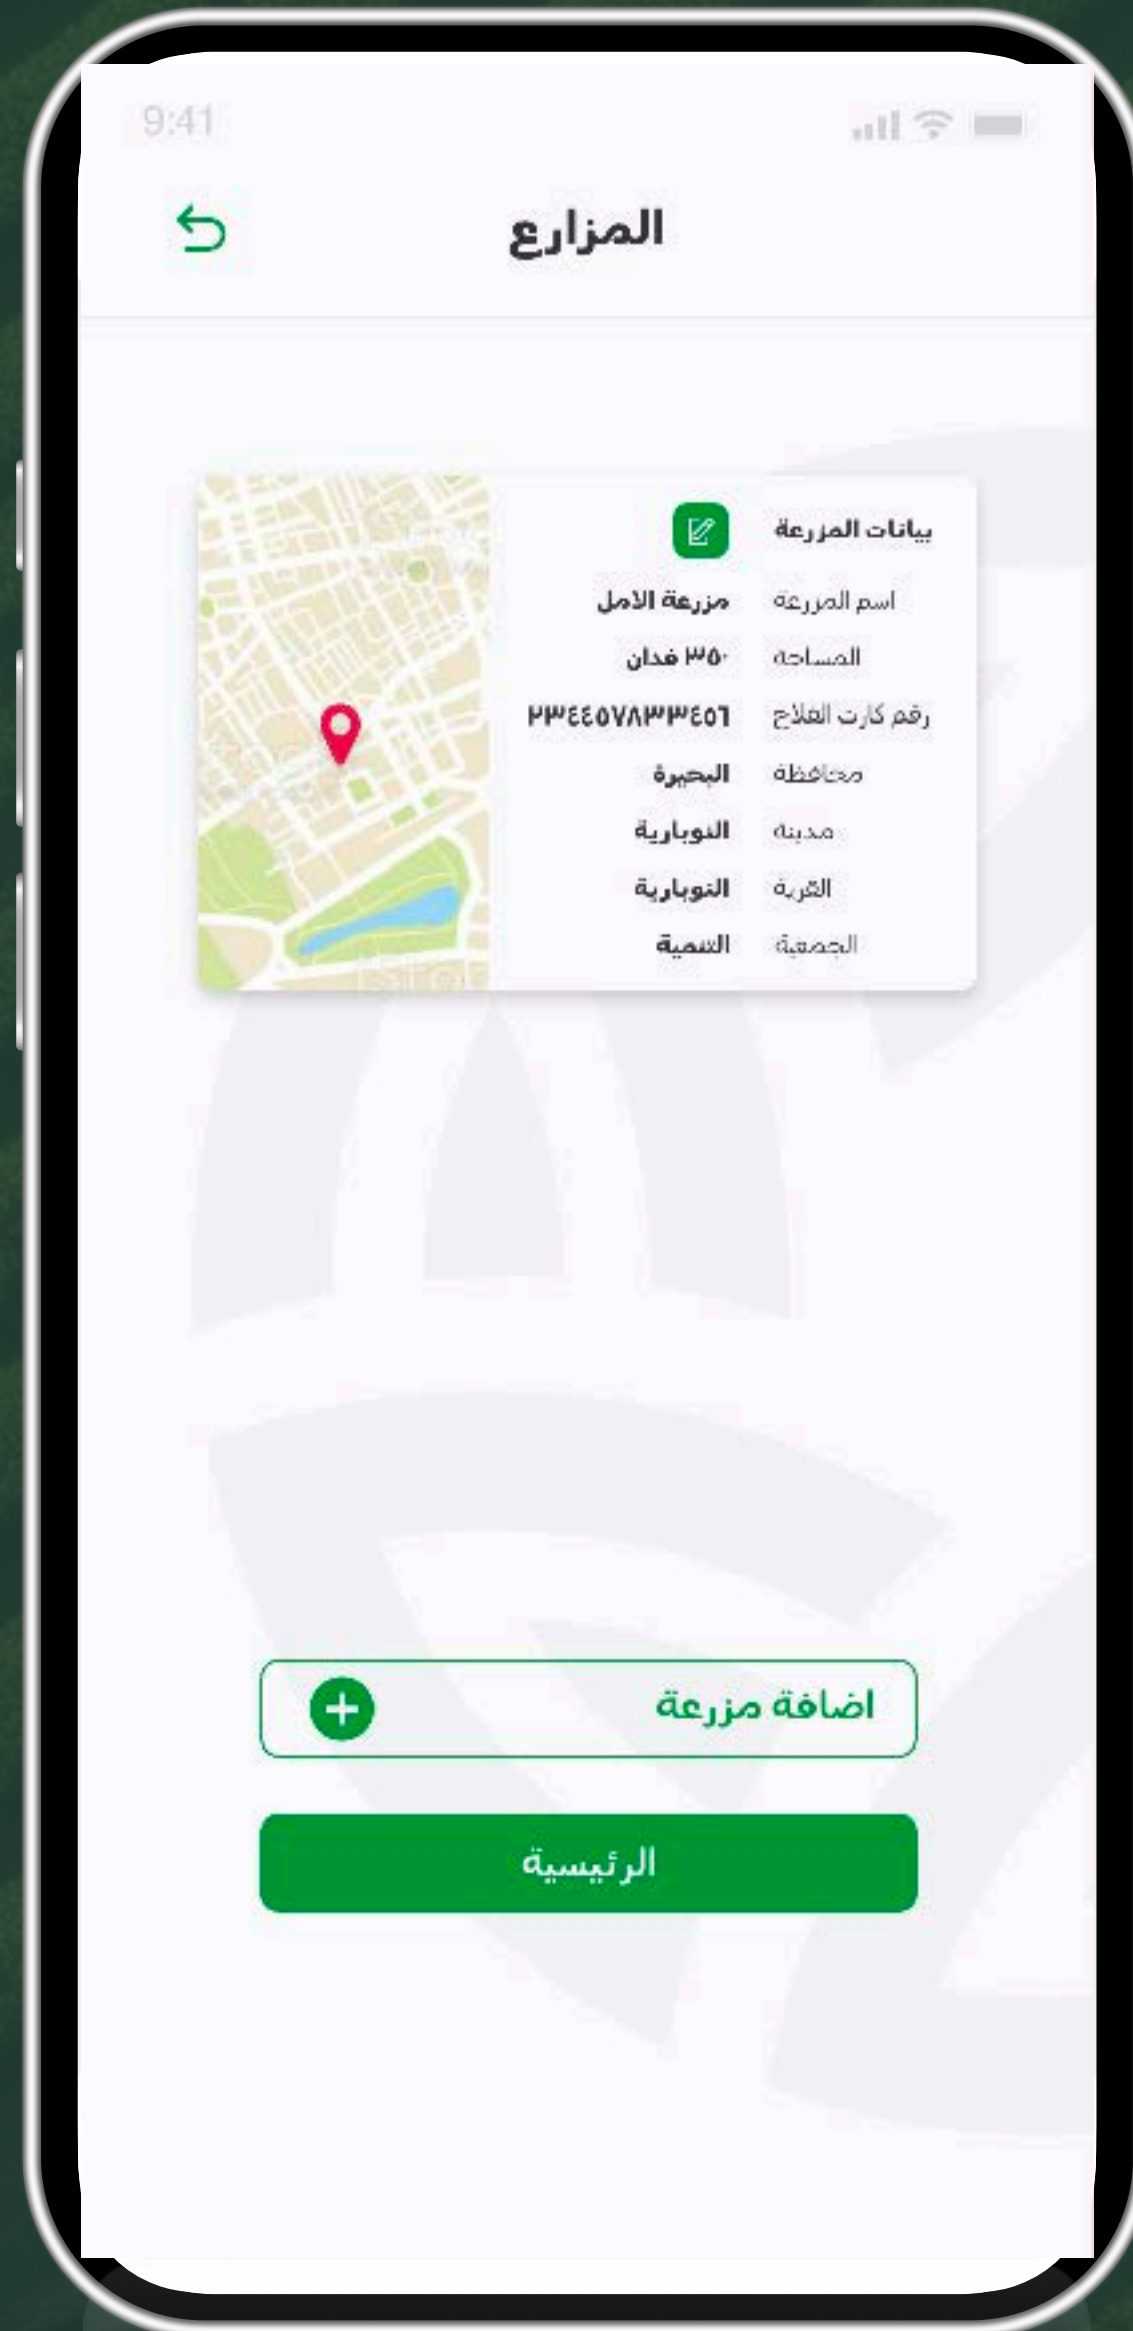 9:41
المزارع
بيانات المزرعة
اسم المزرعة مزرعة الامل
المساحة ٣٥٠ فدان
رقم كارت الفلاح ٢٣٤٤٥٧٨٣٣٤٥٦
محافظة البحيرة
مدينة النوبارية
القرية النوبارية
الجمعية التنمية
اضافة مزرعة
الرئيسية